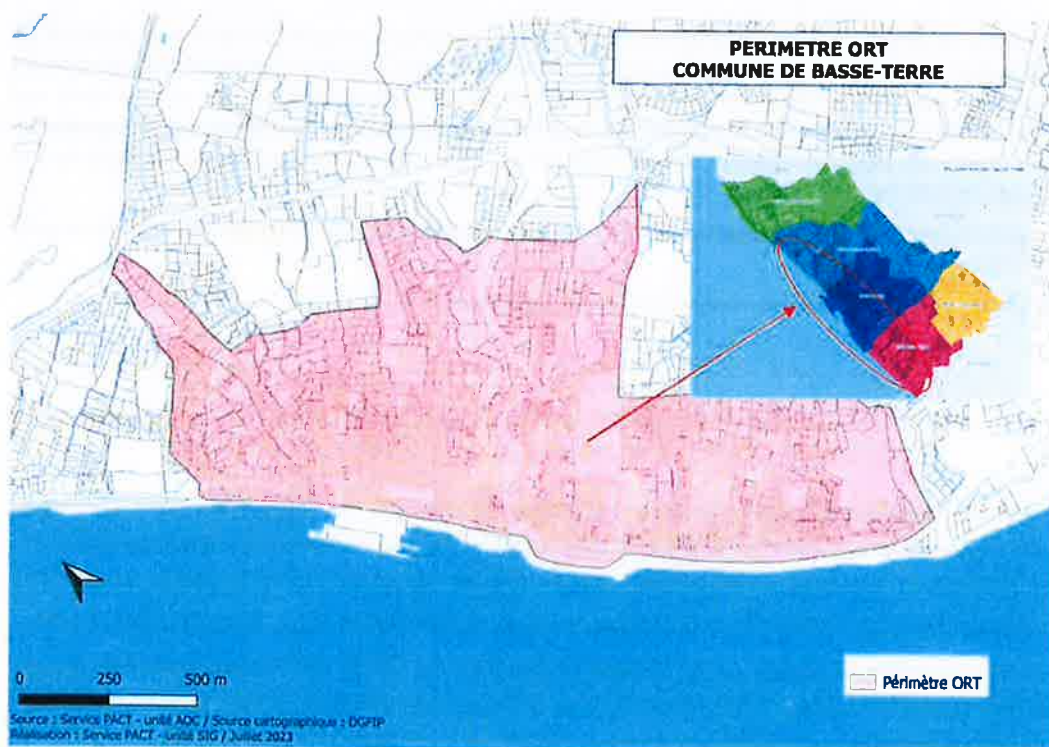 PERIMETRE ORT
COMMUNE DE BASSE-TERRE
0 250 500 m
Périmètre ORT
Source : Service PACT - unité ADC / Source cartographique : DGFIP
Réalisation : Service PACT - unité SIG / Juillet 2023